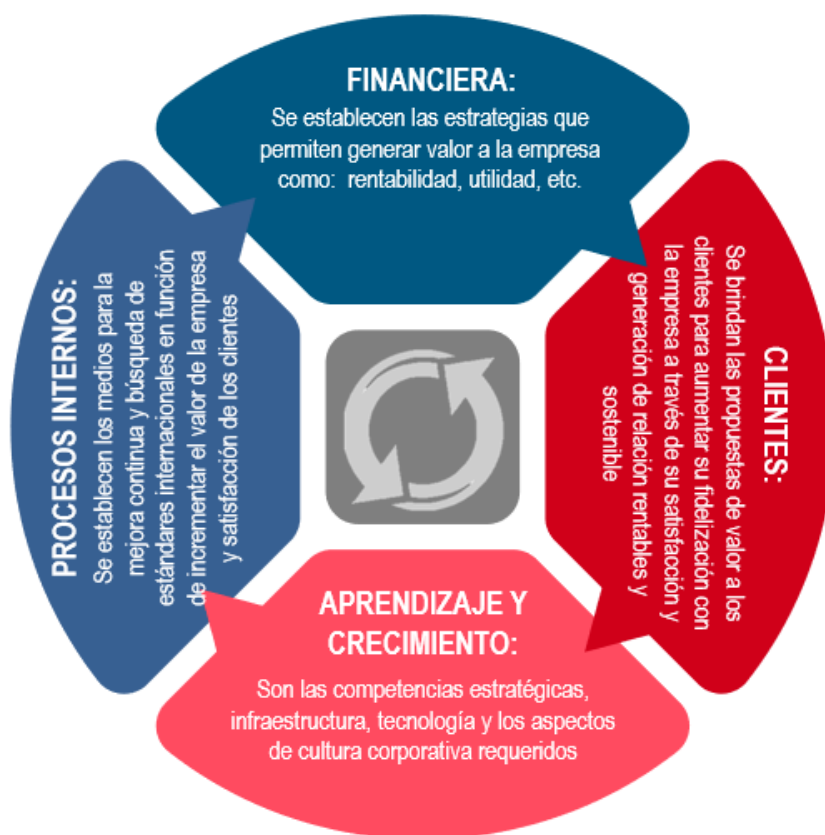 FINANCIERA:
Se establecen las estrategias que
permiten generar valor a la empresa
como: rentabilidad, utilidad, etc.
CLIENTES:
Se brindan las propuestas de valor a los
clientes para aumentar su fidelización con
la empresa a través de su satisfacción y
generación de relación rentables y
sostenible
APRENDIZAJE Y
CRECIMIENTO:
Son las competencias estratégicas,
infraestructura, tecnología y los aspectos
de cultura corporativa requeridos
PROCESOS INTERNOS:
Se establecen los medios para la
mejora continua y búsqueda de
estándares internacionales en función
de incrementar el valor de la empresa
y satisfacción de los clientes